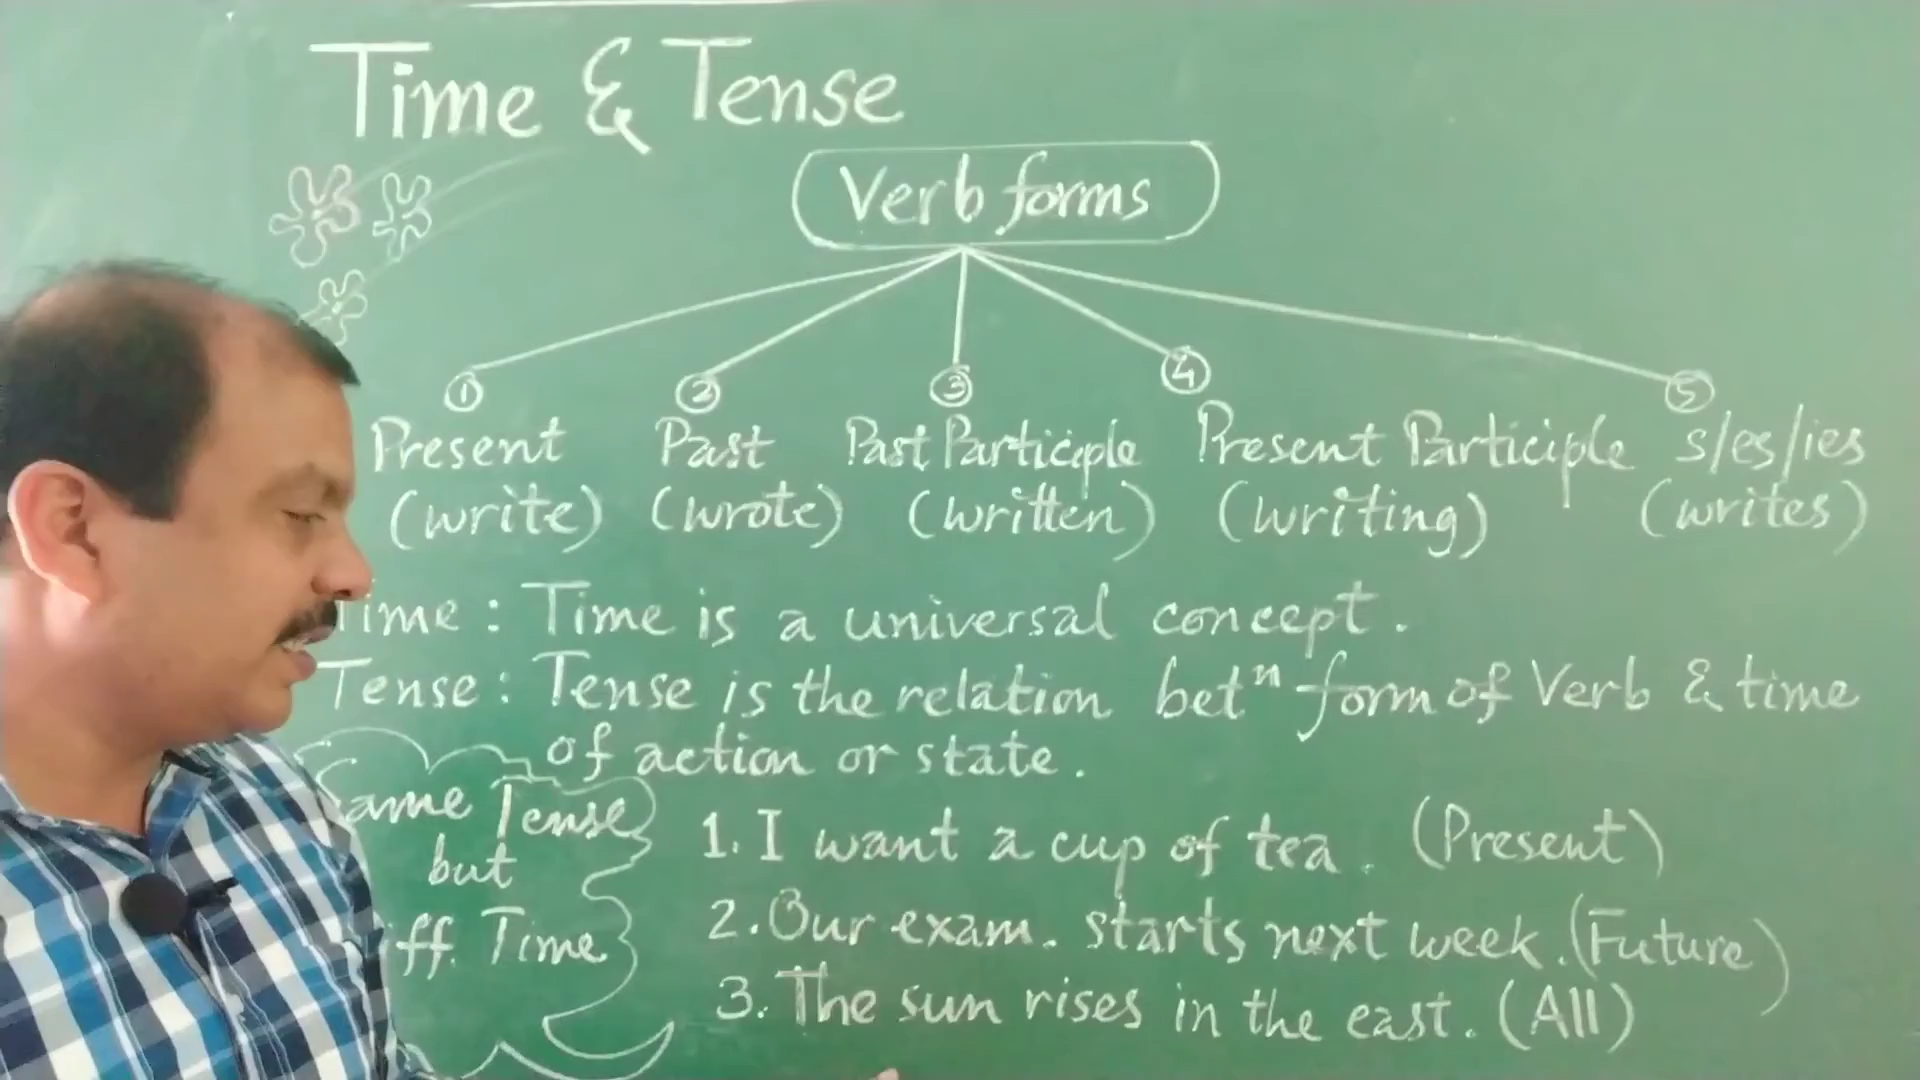 Time & Tense
Verb forms
① ② ③ ④ ⑤
Present Past Past Participle Present Participle s/es/ies
(write) (wrote) (written) (writing) (writes)
Time : Time is a universal concept.
Tense : Tense is the relation betⁿ form of Verb & time
of action or state.
ame Tense
but
iff. Time
1. I want a cup of tea. (Present)
2. Our exam. starts next week. (Future)
3. The sun rises in the east. (All)